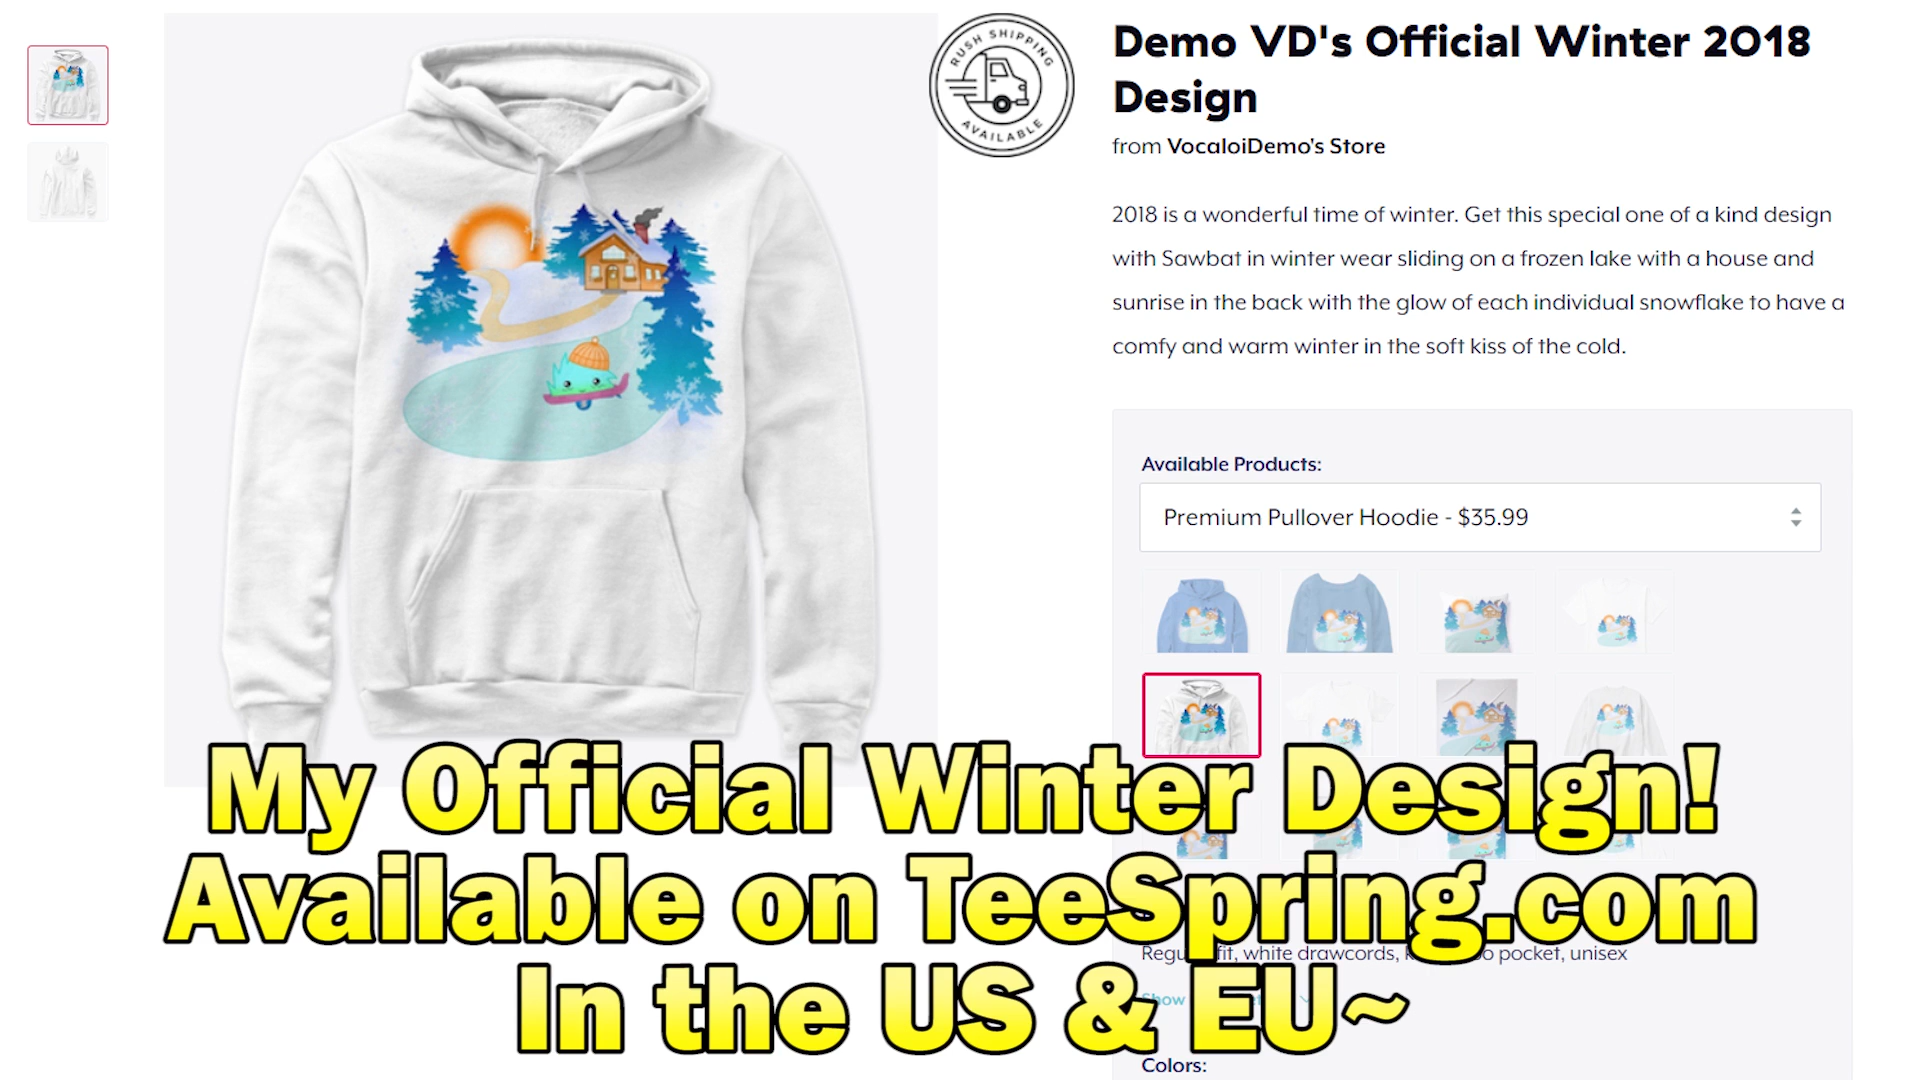 RUSH SHIPPING
AVAILABLE
Demo VD's Official Winter 2018
Design
from VocaloiDemo's Store
2018 is a wonderful time of winter. Get this special one of a kind design
with Sawbat in winter wear sliding on a frozen lake with a house and
sunrise in the back with the glow of each individual snowflake to have a
comfy and warm winter in the soft kiss of the cold.
Available Products:
Premium Pullover Hoodie - $35.99
My Official Winter Design!
Available on TeeSpring.com
fit, white drawcords, pocket, unisex
Show
In the US & EU~
Colors: